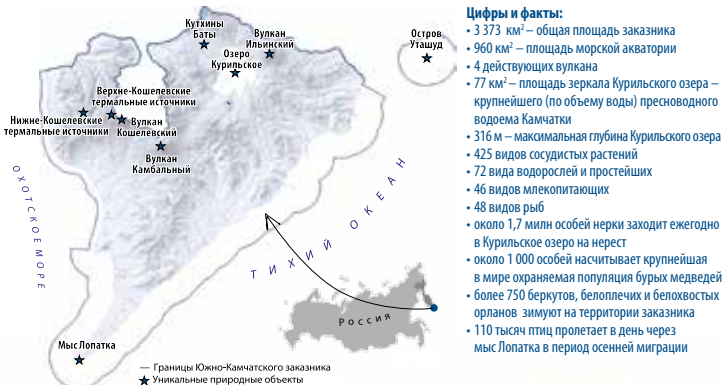 Кутхины
Баты
Вулкан
Ильинский
Озеро
Курильское
Остров
Уташуд
Верхне-Кошелевские
термальные источники
Нижне-Кошелевские
термальные источники
Вулкан
Кошелевский
Вулкан
Камбальный
ОХОТСКОЕ МОРЕ
ТИХИЙ ОКЕАН
Россия
Мыс Лопатка
— Границы Южно-Камчатского заказника
★ Уникальные природные объекты
Цифры и факты:
• 3 373 км² – общая площадь заказника
• 960 км² – площадь морской акватории
• 4 действующих вулкана
• 77 км² – площадь зеркала Курильского озера –
крупнейшего (по объему воды) пресноводного
водоема Камчатки
• 316 м – максимальная глубина Курильского озера
• 425 видов сосудистых растений
• 72 вида водорослей и простейших
• 46 видов млекопитающих
• 48 видов рыб
• около 1,7 милн особей нерки заходит ежегодно
в Курильское озеро на нерест
• около 1 000 особей насчитывает крупнейшая
в мире охраняемая популяция бурых медведей
• более 750 беркутов, белоплечих и белохвостых
орланов зимуют на территории заказника
• 110 тысяч птиц пролетает в день через
мыс Лопатка в период осенней миграции